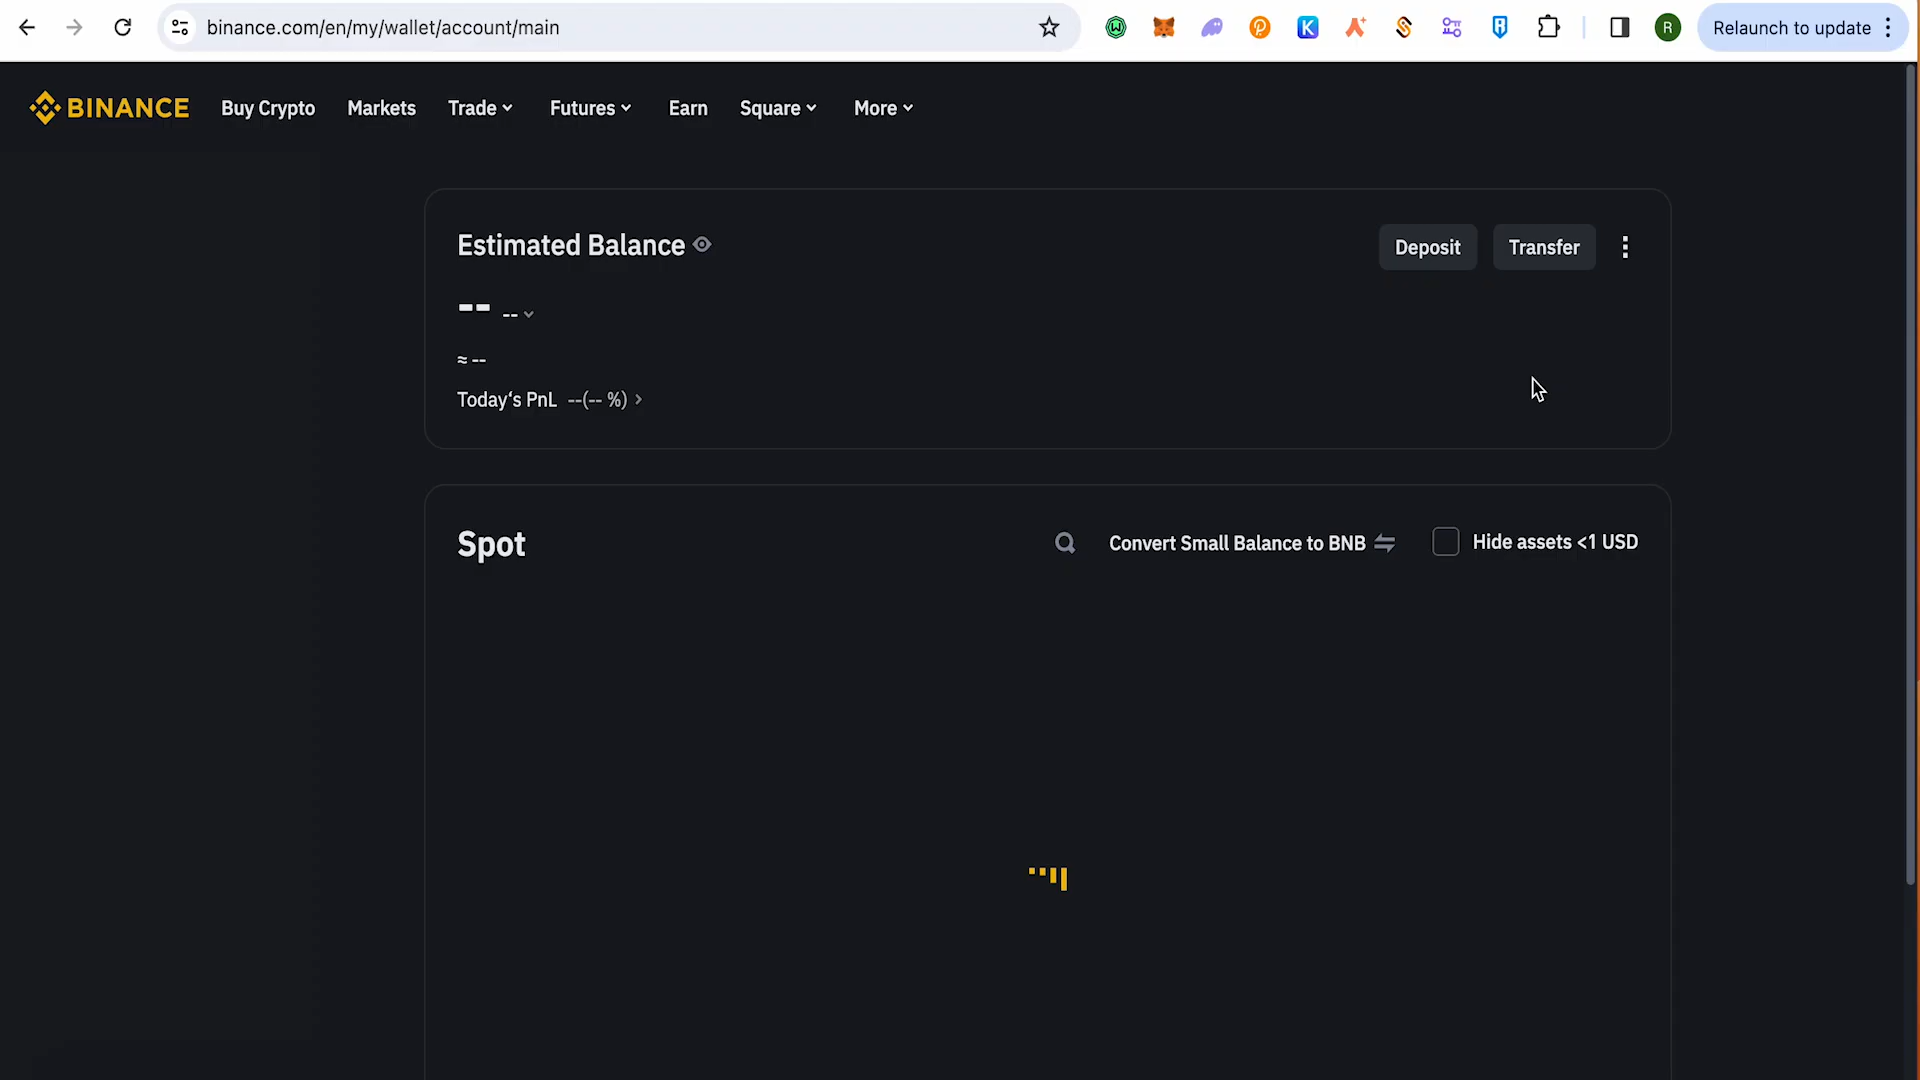 binance.com/en/my/wallet/account/main
R
Relaunch to update
BINANCE
Buy Crypto
Markets
Trade
Futures
Earn
Square
More
Estimated Balance
Deposit
Transfer
-- --
≈ --
Today‘s PnL --(-- %)
Spot
Convert Small Balance to BNB
Hide assets <1 USD